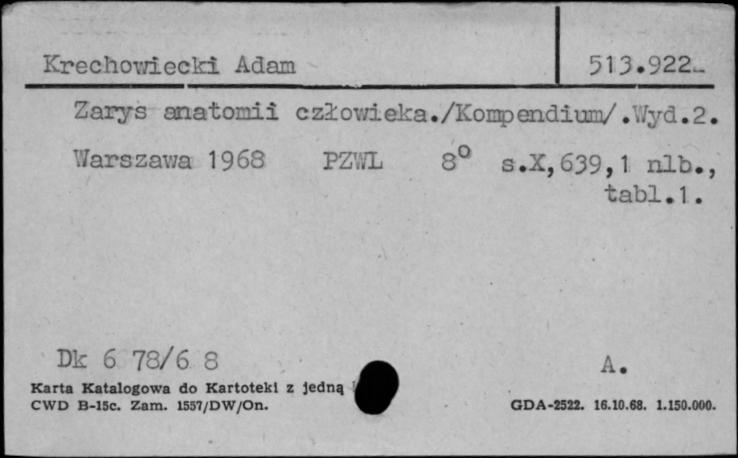 Krechowiecki Adam 513.922
Zarys anatomii człowieka./Kompendium/.Wyd.2.
Warszawa 1968 PZWL 8° s.X,639,1 nlb.,
tabl.1.
Dk 6 78/6 8 A.
Karta Katalogowa do Kartoteki z jedną
CWD B-15c. Zam. 1557/DW/On. GDA-2522. 16.10.68. 1.150.000.